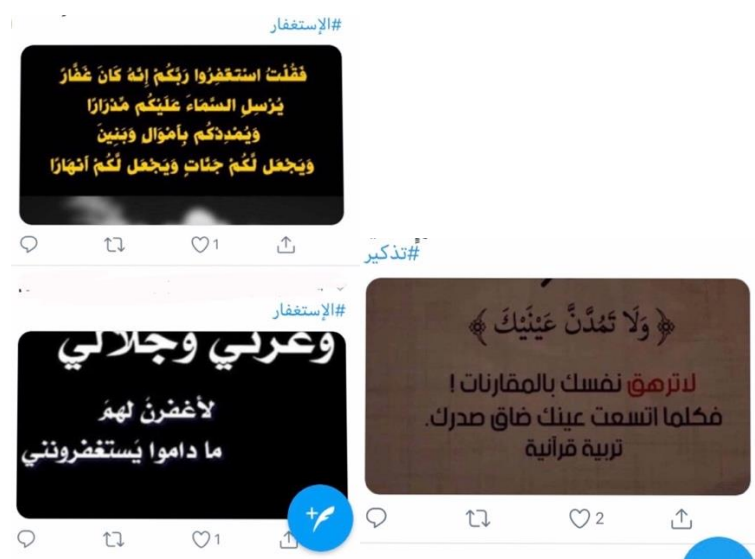 #الإستغفار
فَقُلْتُ اسْتَغْفِرُوا رَبَّكُمْ إِنَّهُ كَانَ غَفَّارً
يُرْسِلِ السَّمَاءَ عَلَيْكُم مِّدْرَارًا
وَيُمْدِدْكُم بِأَمْوَالٍ وَبَنِينَ
وَيَجْعَل لَّكُمْ جَنَّاتٍ وَيَجْعَل لَّكُمْ أَنْهَارًا
1
#الإستغفار
وعزتي وجلالي
لأغفرنُ لهمَ
ما داموا يَستغفرونني
1
#تذكير
﴿ وَلَا تَمُدَّنَّ عَيْنَيْكَ ﴾
لاترهق نفسك بالمقارنات !
فكلما اتسعت عينك ضاق صدرك.
تربية قرآنية
2